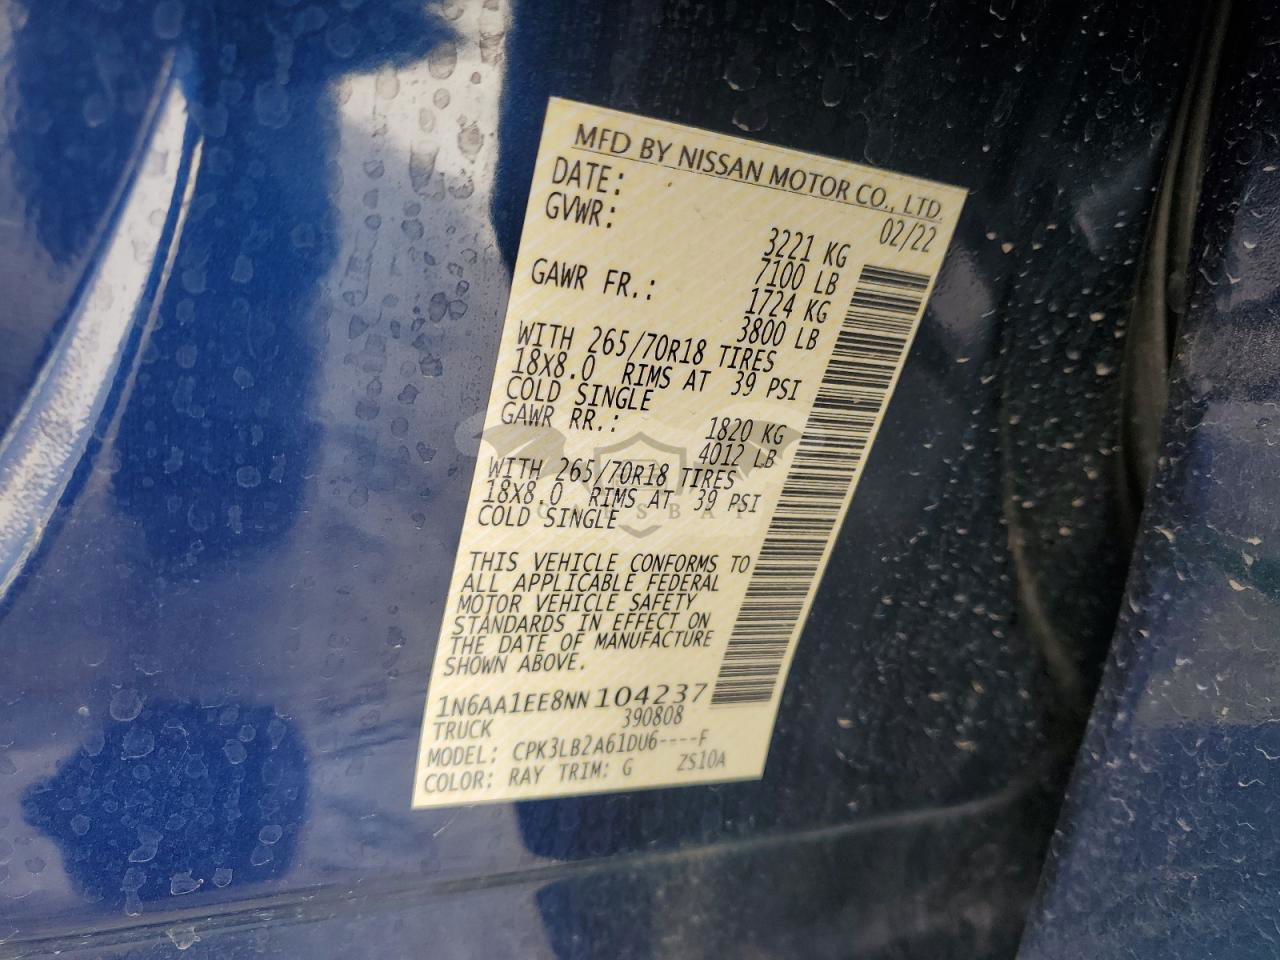 MFD BY NISSAN MOTOR CO., LTD.
DATE: 02/22
GVWR: 3221 KG
7100 LB
GAWR FR.: 1724 KG
3800 LB
WITH 265/70R18 TIRES
18X8.0 RIMS AT 39 PSI
COLD SINGLE
GAWR RR.: 1820 KG
4012 LB
WITH 265/70R18 TIRES
18X8.0 RIMS AT 39 PSI
COLD SINGLE
THIS VEHICLE CONFORMS TO
ALL APPLICABLE FEDERAL
MOTOR VEHICLE SAFETY
STANDARDS IN EFFECT ON
THE DATE OF MANUFACTURE
SHOWN ABOVE.
1N6AA1EE8NN104237
TRUCK 390808
MODEL: CPK3LB2A61DU6----F
COLOR: RAY TRIM: G ZS10A